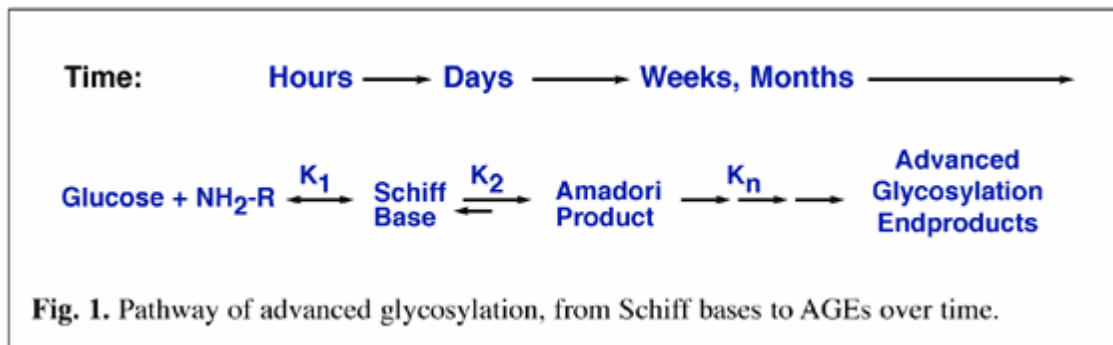 Time: Hours Days Weeks, Months
Glucose + NH2-R K1 Schiff Base K2 Amadori Product Kn Advanced Glycosylation Endproducts
Fig. 1. Pathway of advanced glycosylation, from Schiff bases to AGEs over time.